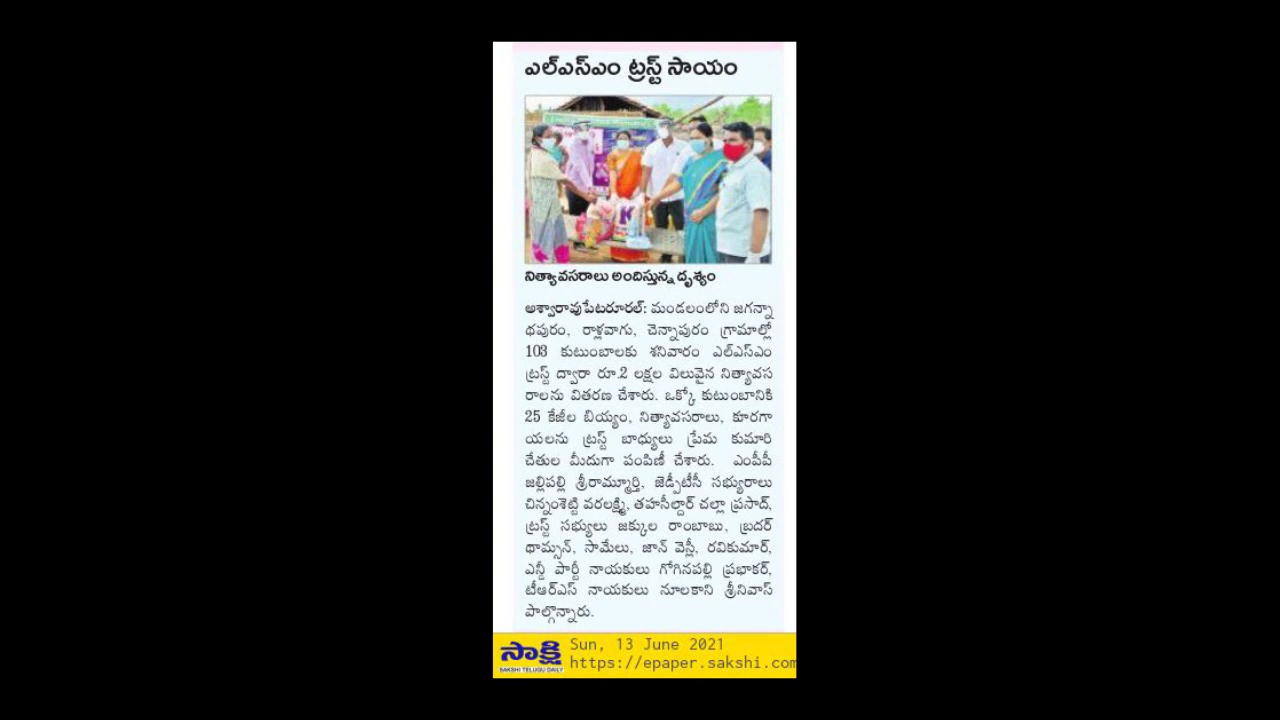 ఎల్ఎస్ఎం ట్రస్ట్ సాయం
K
నిత్యావసరాలు అందిస్తున్న దృశ్యం
అశ్వారావుపేటరూరల్: మండలంలోని జగన్నా
థపురం, రాళ్లవాగు, చెన్నాపురం గ్రామాల్లో
103 కుటుంబాలకు శనివారం ఎల్ఎస్ఎం
ట్రస్ట్ ద్వారా రూ.2 లక్షల విలువైన నిత్యావస
రాలను వితరణ చేశారు. ఒక్కో కుటుంబానికి
25 కేజీల బియ్యం, నిత్యావసరాలు, కూరగా
యలను ట్రస్ట్ బాధ్యులు ప్రేమ కుమారి
చేతుల మీదుగా పంపిణీ చేశారు. ఎంపీపీ
జల్లిపల్లి శ్రీరామ్మూర్తి, జెడ్పీటీసీ సభ్యురాలు
చిన్నంశెట్టి వరలక్ష్మి, తహసీల్దార్ చల్లా ప్రసాద్,
ట్రస్ట్ సభ్యులు జక్కుల రాంబాబు, బ్రదర్
థామ్సన్, సామేలు, జాన్ వెస్లీ, రవికుమార్,
ఎన్డీ పార్టీ నాయకులు గోగినపల్లి ప్రభాకర్,
టీఆర్ఎస్ నాయకులు నూలకాని శ్రీనివాస్
పాల్గొన్నారు.
సాక్షి
SAKSHI TELUGU DAILY
Sun, 13 June 2021
https://epaper.sakshi.com